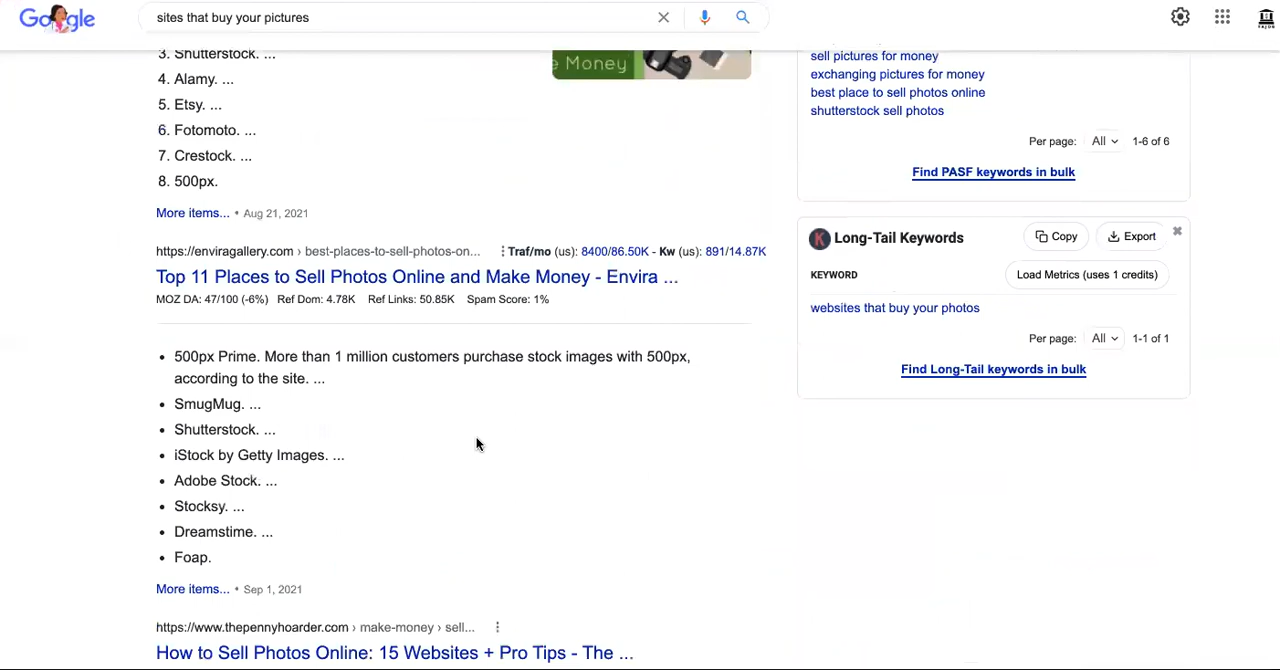 Google
sites that buy your pictures
3. Shutterstock. ...
4. Alamy. ...
5. Etsy. ...
6. Fotomoto. ...
7. Crestock. ...
8. 500px.
More items... • Aug 21, 2021
e Money
https://enviragallery.com › best-places-to-sell-photos-on... Traf/mo (us): 8400/86.50K - Kw (us): 891/14.87K
Top 11 Places to Sell Photos Online and Make Money - Envira ...
MOZ DA: 47/100 (-6%) Ref Dom: 4.78K Ref Links: 50.85K Spam Score: 1%
• 500px Prime. More than 1 million customers purchase stock images with 500px,
according to the site. ...
• SmugMug. ...
• Shutterstock. ...
• iStock by Getty Images. ...
• Adobe Stock. ...
• Stocksy. ...
• Dreamstime. ...
• Foap.
More items... • Sep 1, 2021
https://www.thepennyhoarder.com › make-money › sell...
How to Sell Photos Online: 15 Websites + Pro Tips - The ...
sell pictures for money
exchanging pictures for money
best place to sell photos online
shutterstock sell photos
Per page: All 1-6 of 6
Find PASF keywords in bulk
K Long-Tail Keywords Copy Export
KEYWORD Load Metrics (uses 1 credits)
websites that buy your photos
Per page: All 1-1 of 1
Find Long-Tail keywords in bulk